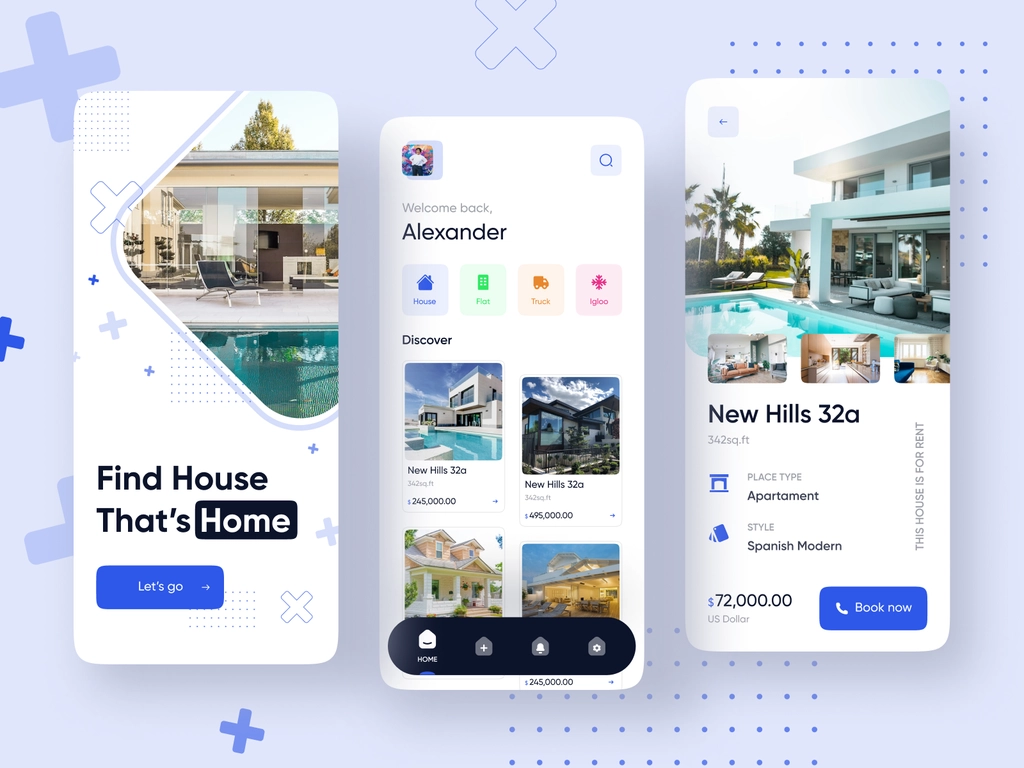 Find House
That's Home
Let's go →
Welcome back,
Alexander
House
Flat
Truck
Igloo
Discover
New Hills 32a
342sq.ft
$245,000.00 →
New Hills 32a
342sq.ft
$495,000.00 →
HOME
$245,000.00 →
←
New Hills 32a
342sq.ft
THIS HOUSE IS FOR RENT
PLACE TYPE
Apartament
STYLE
Spanish Modern
$72,000.00
US Dollar
Book now